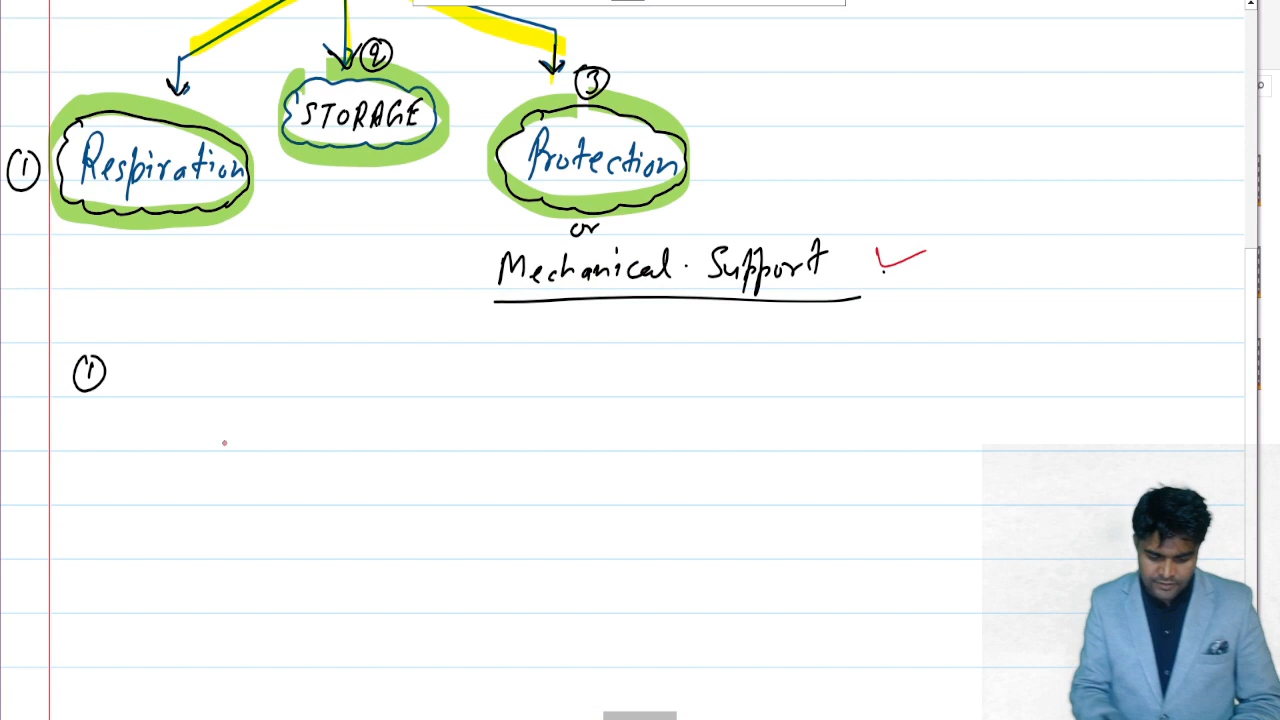 ②
STORAGE
③
① Respiration
Protection
or
Mechanical. Support
①